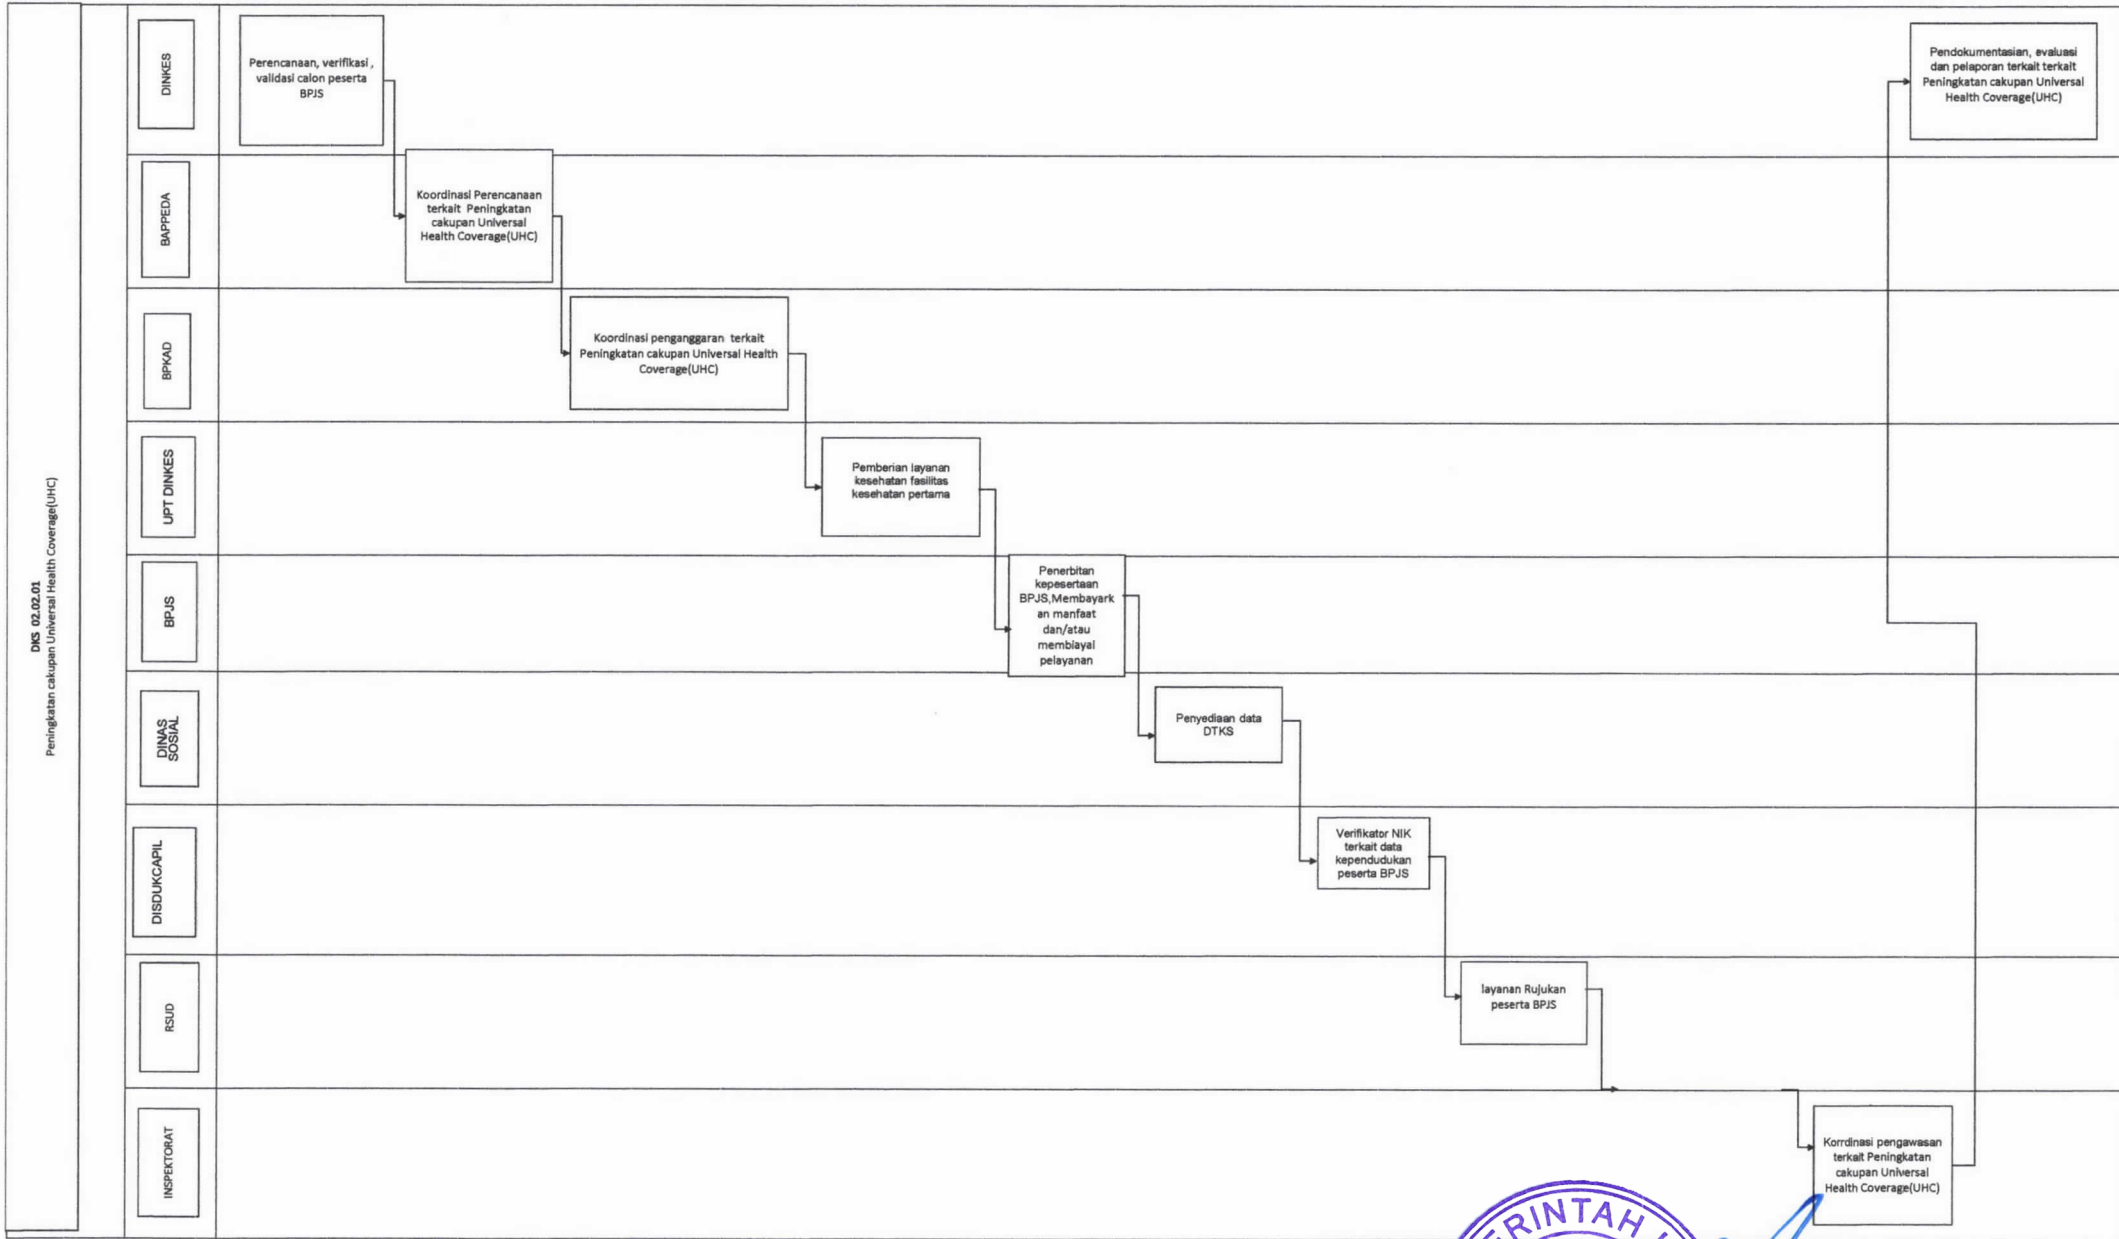 DKS 02.02.01
Peningkatan cakupan Universal Health Coverage(UHC)
DINKES
Perencanaan, verifikasi ,
validasi calon peserta
BPJS
Pendokumentasian, evaluasi
dan pelaporan terkait terkait
Peningkatan cakupan Universal
Health Coverage(UHC)
BAPPEDA
Koordinasi Perencanaan
terkait Peningkatan
cakupan Universal
Health Coverage(UHC)
BPKAD
Koordinasi penganggaran terkait
Peningkatan cakupan Universal Health
Coverage(UHC)
UPT DINKES
Pemberian layanan
kesehatan fasilitas
kesehatan pertama
BPJS
Penerbitan
kepesertaan
BPJS,Membayark
an manfaat
dan/atau
membiayai
pelayanan
DINAS
SOSIAL
Penyediaan data
DTKS
DISDUKCAPIL
Verifikator NIK
terkait data
kependudukan
peserta BPJS
RSUD
layanan Rujukan
peserta BPJS
INSPEKTORAT
Korrdinasi pengawasan
terkait Peningkatan
cakupan Universal
Health Coverage(UHC)
ERINTAH